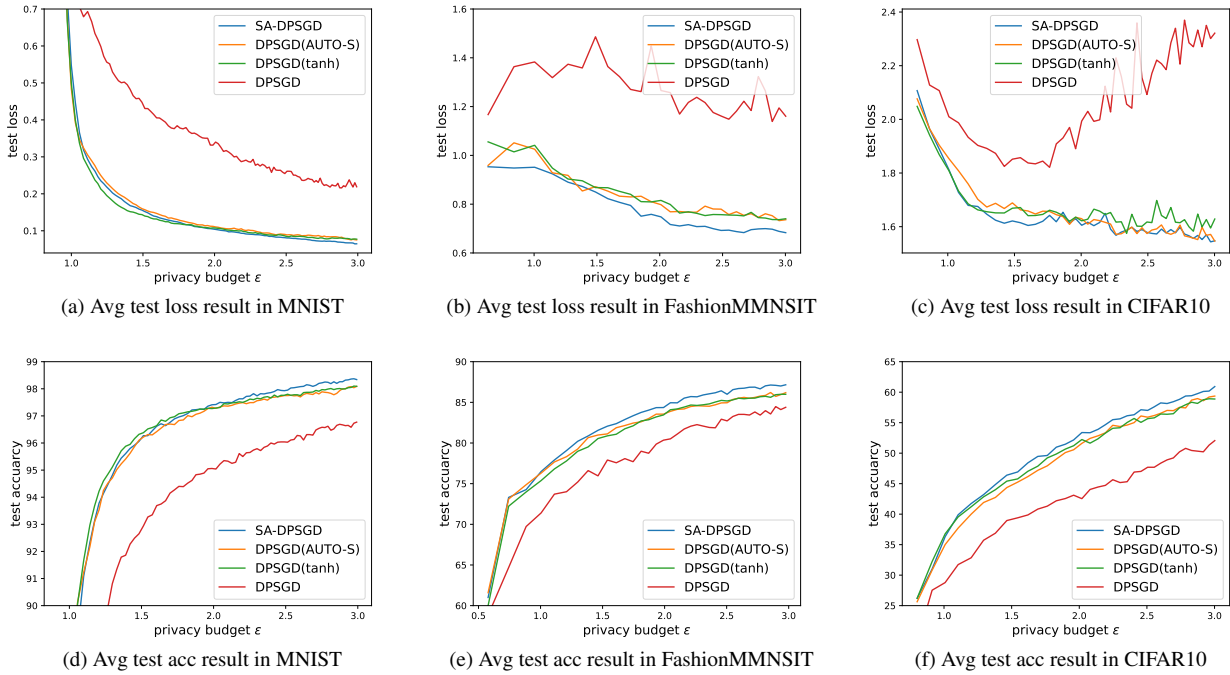 0.7
0.6
0.5
0.4
0.3
0.2
0.1
test loss
1.0
1.5
2.0
2.5
3.0
privacy budget ε
SA-DPSGD
DPSGD(AUTO-S)
DPSGD(tanh)
DPSGD
(a) Avg test loss result in MNIST
1.6
1.4
1.2
1.0
0.8
0.6
test loss
1.0
1.5
2.0
2.5
3.0
privacy budget ε
SA-DPSGD
DPSGD(AUTO-S)
DPSGD(tanh)
DPSGD
(b) Avg test loss result in FashionMMNSIT
2.4
2.2
2.0
1.8
1.6
test loss
1.0
1.5
2.0
2.5
3.0
privacy budget ε
SA-DPSGD
DPSGD(AUTO-S)
DPSGD(tanh)
DPSGD
(c) Avg test loss result in CIFAR10
99
98
97
96
95
94
93
92
91
90
test accuarcy
1.0
1.5
2.0
2.5
3.0
privacy budget ε
SA-DPSGD
DPSGD(AUTO-S)
DPSGD(tanh)
DPSGD
(d) Avg test acc result in MNIST
90
85
80
75
70
65
60
test accuarcy
0.5
1.0
1.5
2.0
2.5
3.0
privacy budget ε
SA-DPSGD
DPSGD(AUTO-S)
DPSGD(tanh)
DPSGD
(e) Avg test acc result in FashionMMNSIT
65
60
55
50
45
40
35
30
25
test accuarcy
1.0
1.5
2.0
2.5
3.0
privacy budget ε
SA-DPSGD
DPSGD(AUTO-S)
DPSGD(tanh)
DPSGD
(f) Avg test acc result in CIFAR10